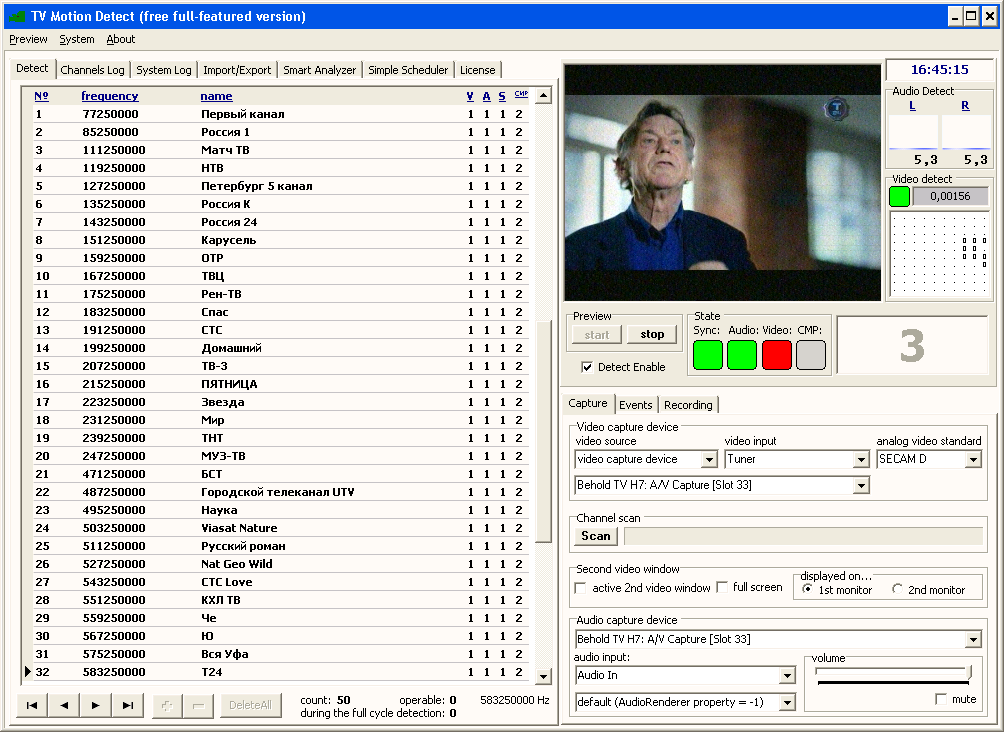 TV Motion Detect (free full-featured version)
Preview System About
Detect Channels Log System Log Import/Export Smart Analyzer Simple Scheduler License
№ frequency name V A S CMP
1 77250000 Первый канал 1 1 1 2
2 85250000 Россия 1 1 1 1 2
3 111250000 Матч ТВ 1 1 1 2
4 119250000 НТВ 1 1 1 2
5 127250000 Петербург 5 канал 1 1 1 2
6 135250000 Россия К 1 1 1 2
7 143250000 Россия 24 1 1 1 2
8 151250000 Карусель 1 1 1 2
9 159250000 ОТР 1 1 1 2
10 167250000 ТВЦ 1 1 1 2
11 175250000 Рен-ТВ 1 1 1 2
12 183250000 Спас 1 1 1 2
13 191250000 СТС 1 1 1 2
14 199250000 Домашний 1 1 1 2
15 207250000 ТВ-3 1 1 1 2
16 215250000 ПЯТНИЦА 1 1 1 2
17 223250000 Звезда 1 1 1 2
18 231250000 Мир 1 1 1 2
19 239250000 ТНТ 1 1 1 2
20 247250000 МУЗ-ТВ 1 1 1 2
21 471250000 БСТ 1 1 1 2
22 487250000 Городской телеканал UTV 1 1 1 2
23 495250000 Наука 1 1 1 2
24 503250000 Viasat Nature 1 1 1 2
25 511250000 Русский роман 1 1 1 2
26 527250000 Nat Geo Wild 1 1 1 2
27 543250000 СТС Love 1 1 1 2
28 551250000 КХЛ ТВ 1 1 1 2
29 559250000 Че 1 1 1 2
30 567250000 Ю 1 1 1 2
31 575250000 Вся Уфа 1 1 1 2
32 583250000 Т24 1 1 1 2
DeleteAll
count: 50 operable: 0 583250000 Hz
during the full cycle detection: 0
16:45:15
Audio Detect
L R
5,3 5,3
Video detect
0,00156
Preview
start stop
Detect Enable
State
Sync: Audio: Video: CMP:
3
Capture Events Recording
Video capture device
video source video input analog video standard
video capture device Tuner SECAM D
Behold TV H7: A/V Capture [Slot 33]
Channel scan
Scan
Second video window
active 2nd video window full screen
displayed on...
1st monitor 2nd monitor
Audio capture device
Behold TV H7: A/V Capture [Slot 33]
audio input:
Audio In
default (AudioRenderer property = -1)
volume
mute